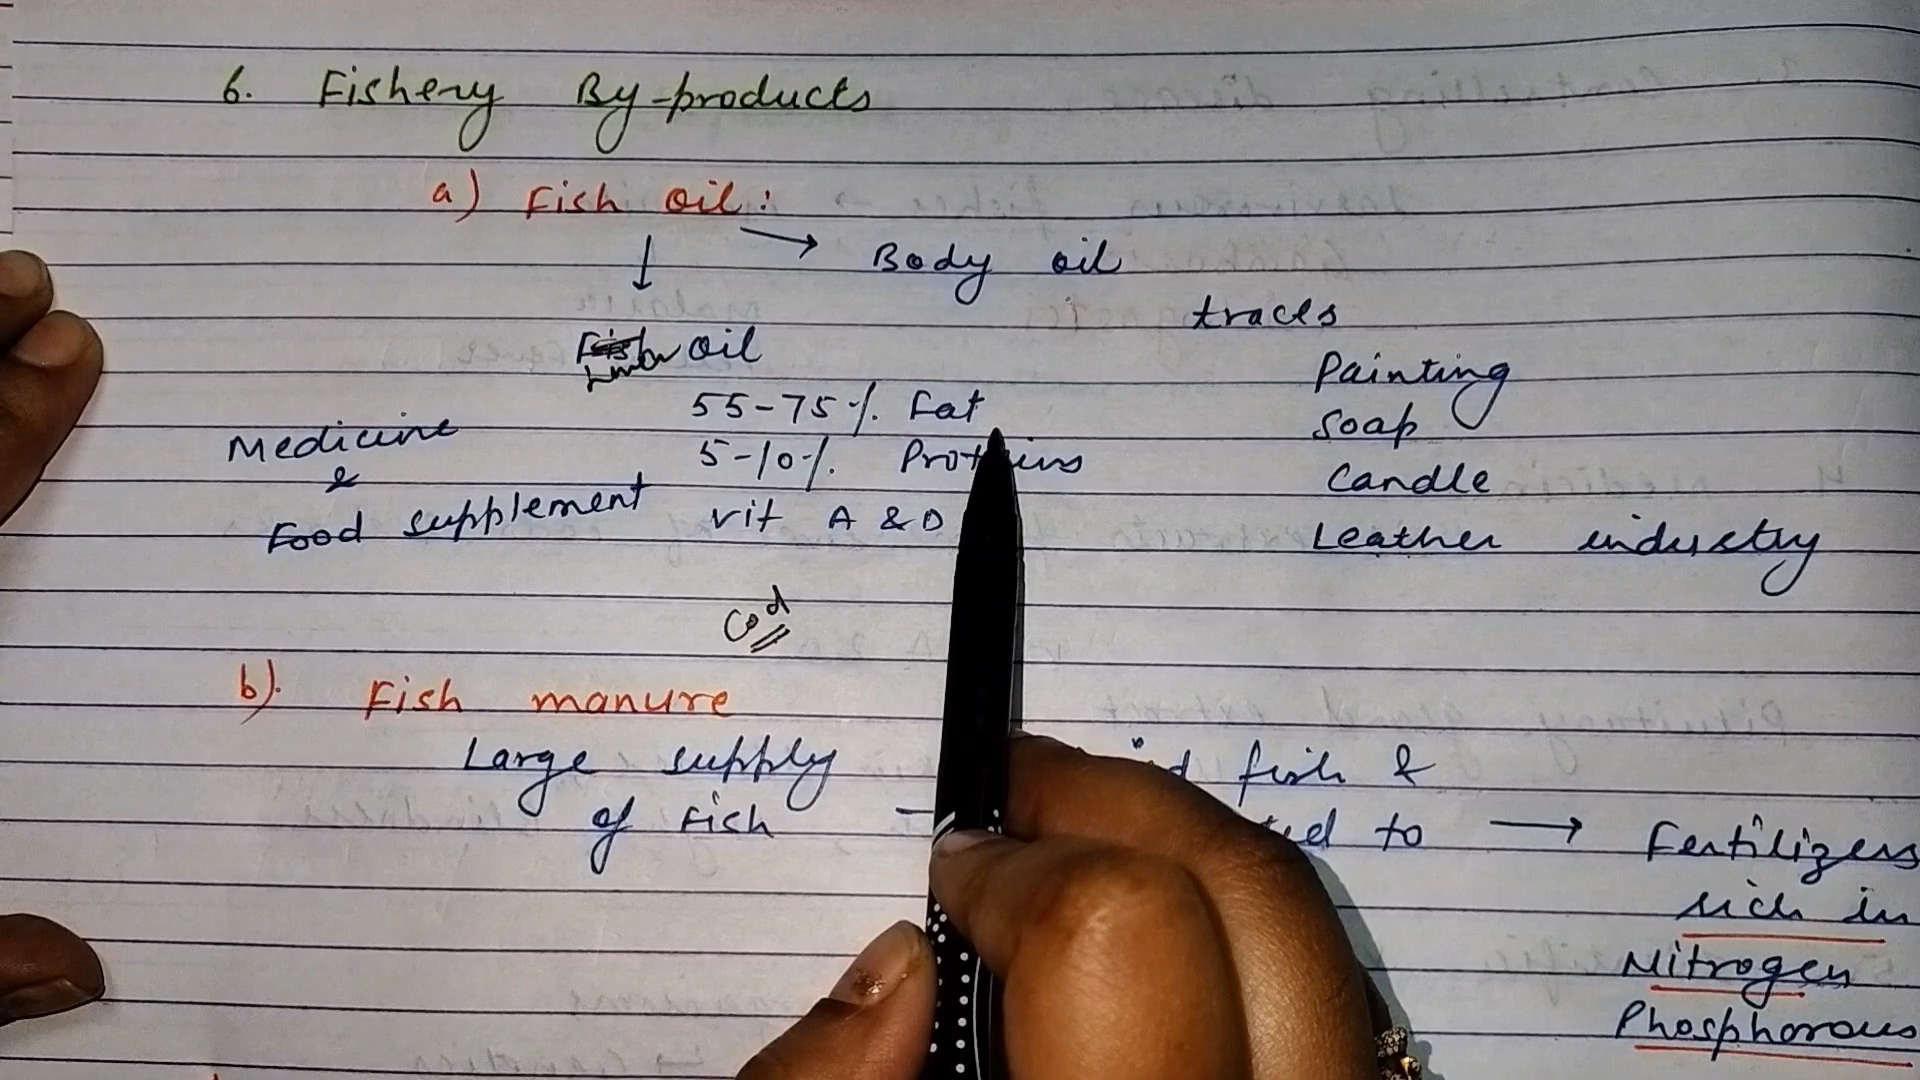 6. Fishery By-products
a) Fish oil:
→ Body oil
↓
traces
Liver oil
Painting
55-75% Fat
Soap
Medicine
&
Food supplement
5-10% Proteins
Candle
vit A & D
Leather industry
Cod
b). Fish manure
Large supply
of Fish
fish &
to → Fertilizers
rich in
Nitrogen
Phosphorous